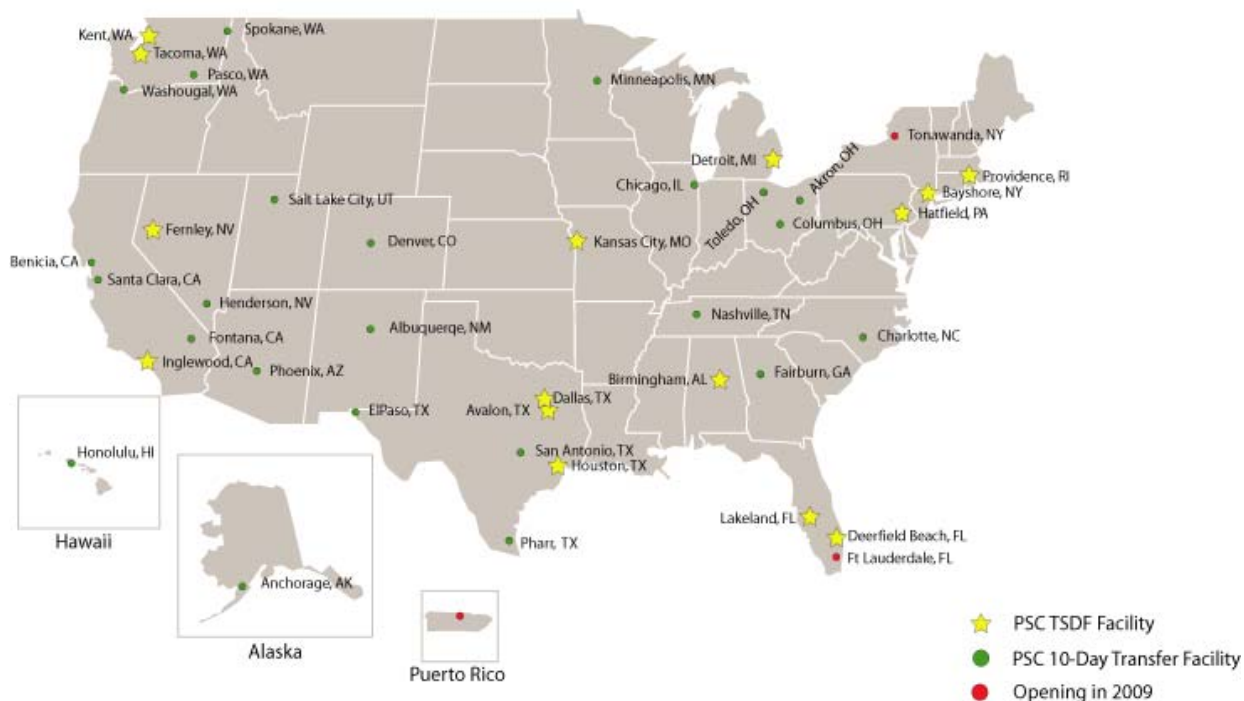 Kent, WA
Spokane, WA
Tacoma, WA
Pasco, WA
Washougal, WA
Minneapolis, MN
Tonawanda, NY
Detroit, MI
Akron, OH
Providence, RI
Chicago, IL
Bayshore, NY
Salt Lake City, UT
Toledo, OH
Hatfield, PA
Columbus, OH
Fernley, NV
Denver, CO
Kansas City, MO
Benicia, CA
Santa Clara, CA
Henderson, NV
Nashville, TN
Albuquerqe, NM
Charlotte, NC
Fontana, CA
Inglewood, CA
Phoenix, AZ
Birmingham, AL
Fairburn, GA
Dallas, TX
ElPaso, TX
Avalon, TX
Honolulu, HI
San Antonio, TX
Houston, TX
Lakeland, FL
Hawaii
Pharr, TX
Deerfield Beach, FL
Ft Lauderdale, FL
Anchorage, AK
Alaska
Puerto Rico
PSC TSDF Facility
PSC 10-Day Transfer Facility
Opening in 2009